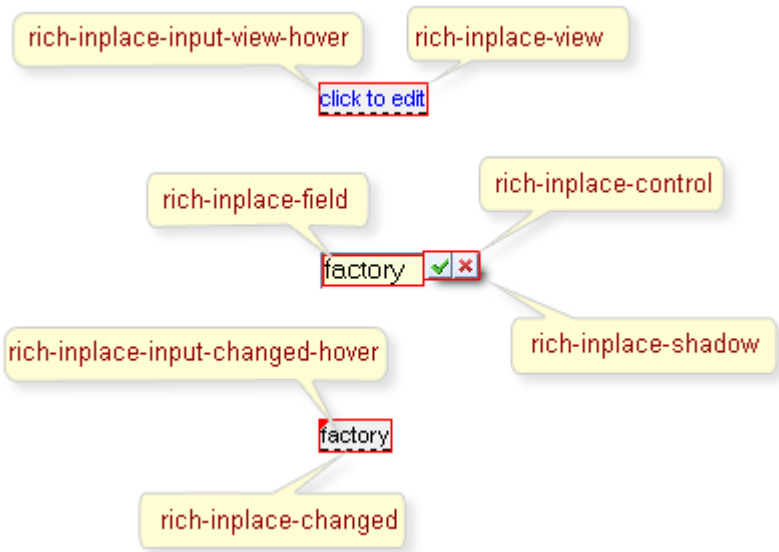 rich-inplace-input-view-hover
rich-inplace-view
click to edit
rich-inplace-field
rich-inplace-control
factory
rich-inplace-shadow
rich-inplace-input-changed-hover
factory
rich-inplace-changed